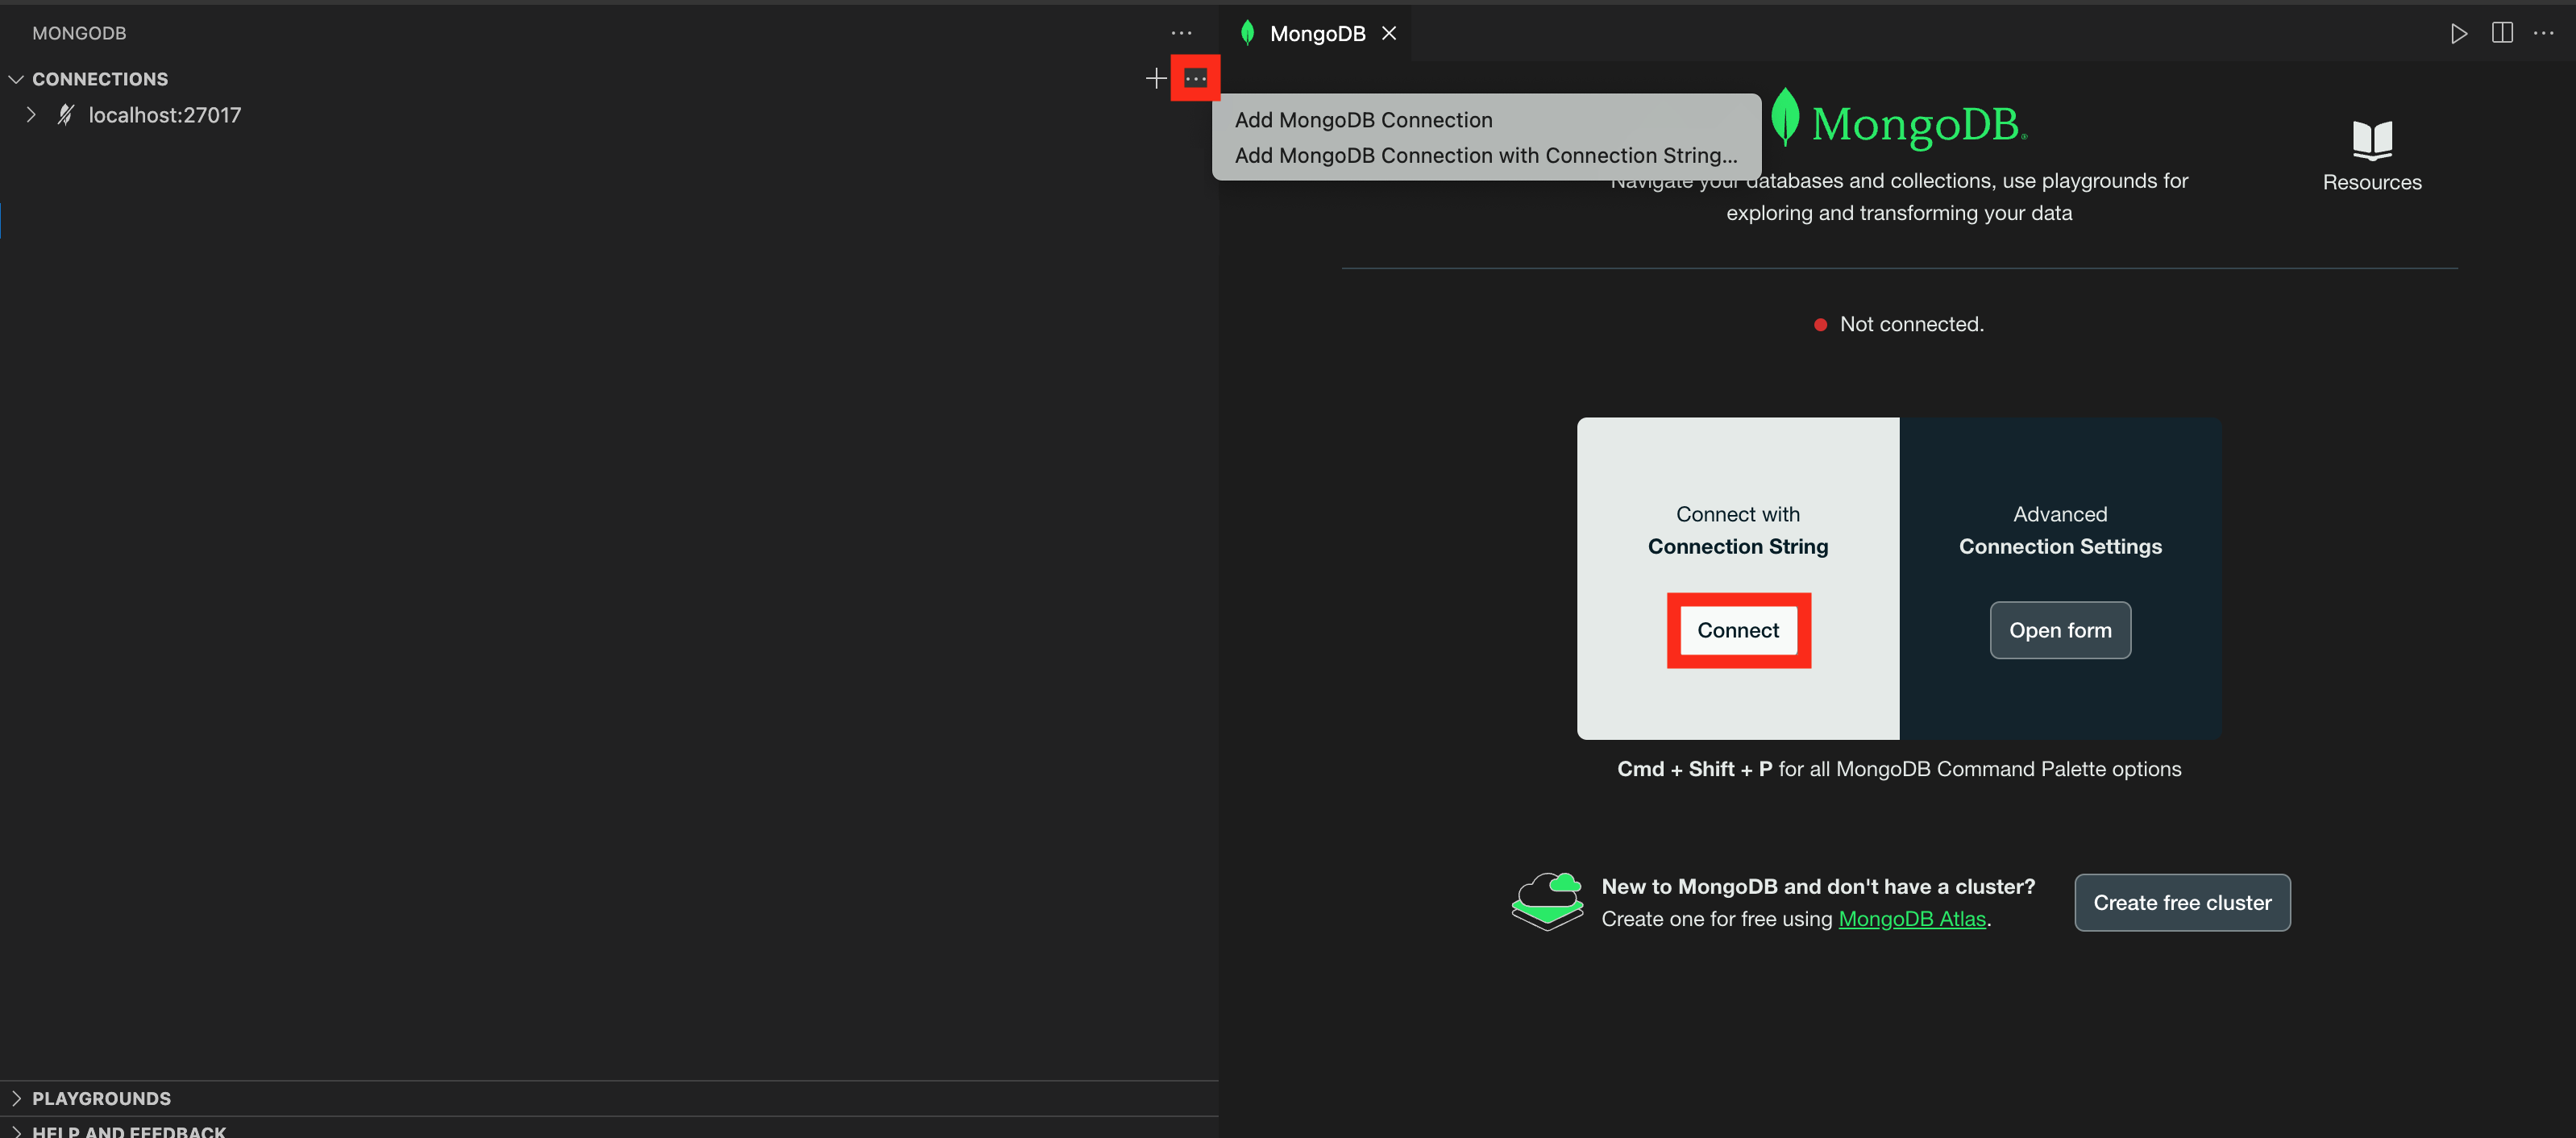 MONGODB
CONNECTIONS
localhost:27017
MongoDB
Add MongoDB Connection
Add MongoDB Connection with Connection String...
MongoDB®
Navigate your databases and collections, use playgrounds for
exploring and transforming your data
Resources
Not connected.
Connect with
Connection String
Connect
Advanced
Connection Settings
Open form
Cmd + Shift + P for all MongoDB Command Palette options
New to MongoDB and don't have a cluster?
Create one for free using MongoDB Atlas.
Create free cluster
PLAYGROUNDS
HELP AND FEEDBACK